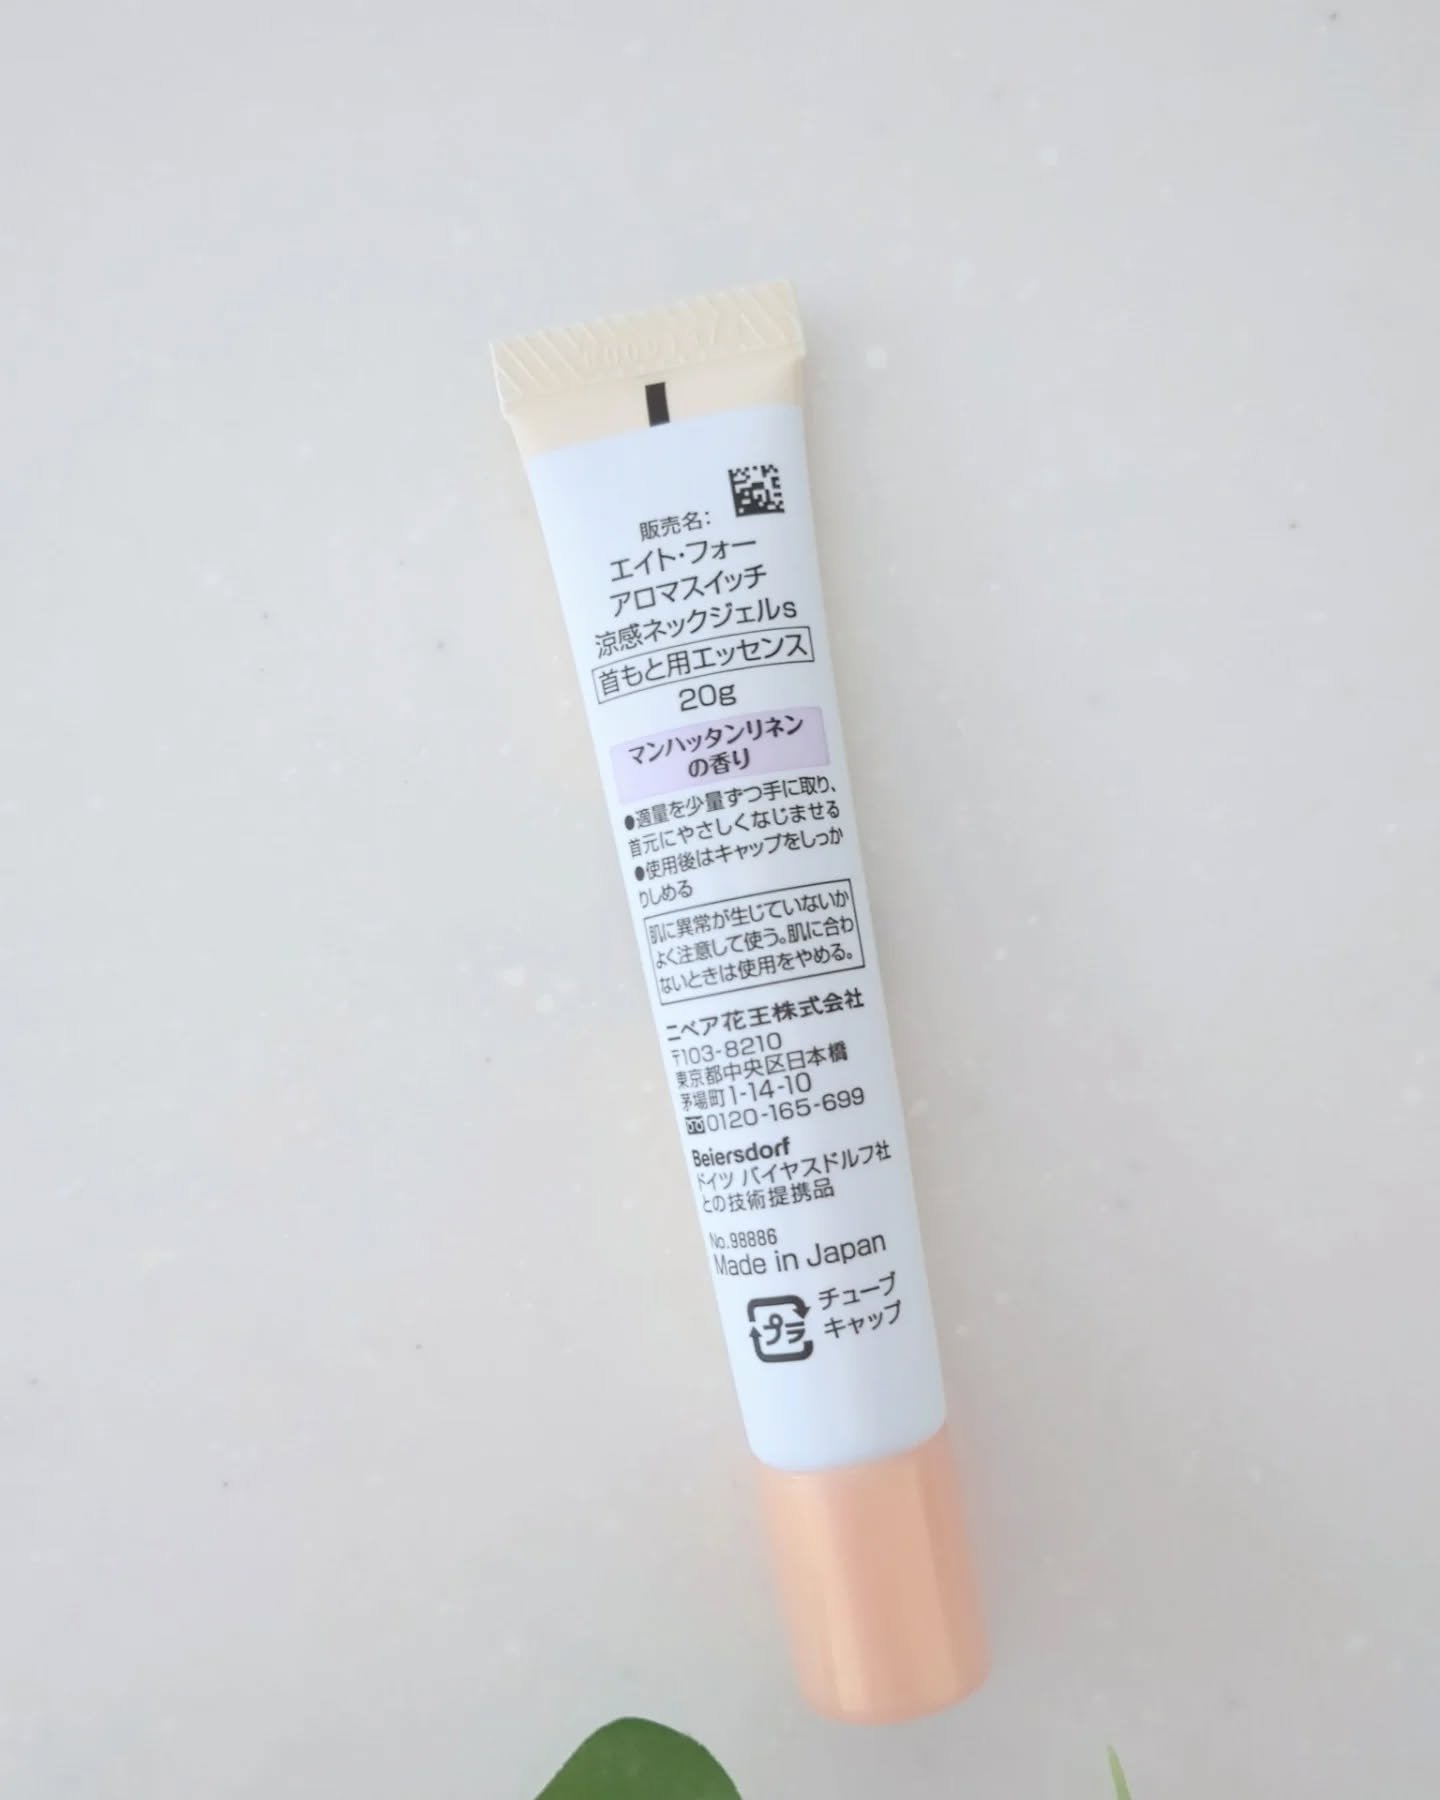 販売名:
エイト・フォー
アロマスイッチ
涼感ネックジェルs
首もと用エッセンス
20g
マンハッタンリネン
の香り
●適量を少量ずつ手に取り、
首元にやさしくなじませる
●使用後はキャップをしっか
りしめる
肌に異常が生じていないか
よく注意して使う。肌に合わ
ないときは使用をやめる。
ニベア花王株式会社
〒103-8210
東京都中央区日本橋
茅場町1-14-10
0120-165-699
Beiersdorf
ドイツ バイヤスドルフ社
との技術提携品
No.98886
Made in Japan
プラ
チューブ
キャップ